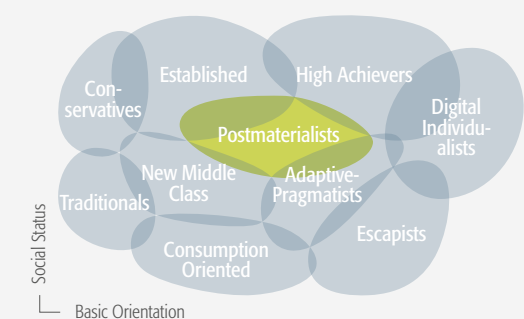 Established
High Achievers
Con-
servatives
Digital
Individu-
alists
Postmaterialists
New Middle
Class
Adaptive-
Pragmatists
Traditionals
Escapists
Consumption
Oriented
Social Status
Basic Orientation